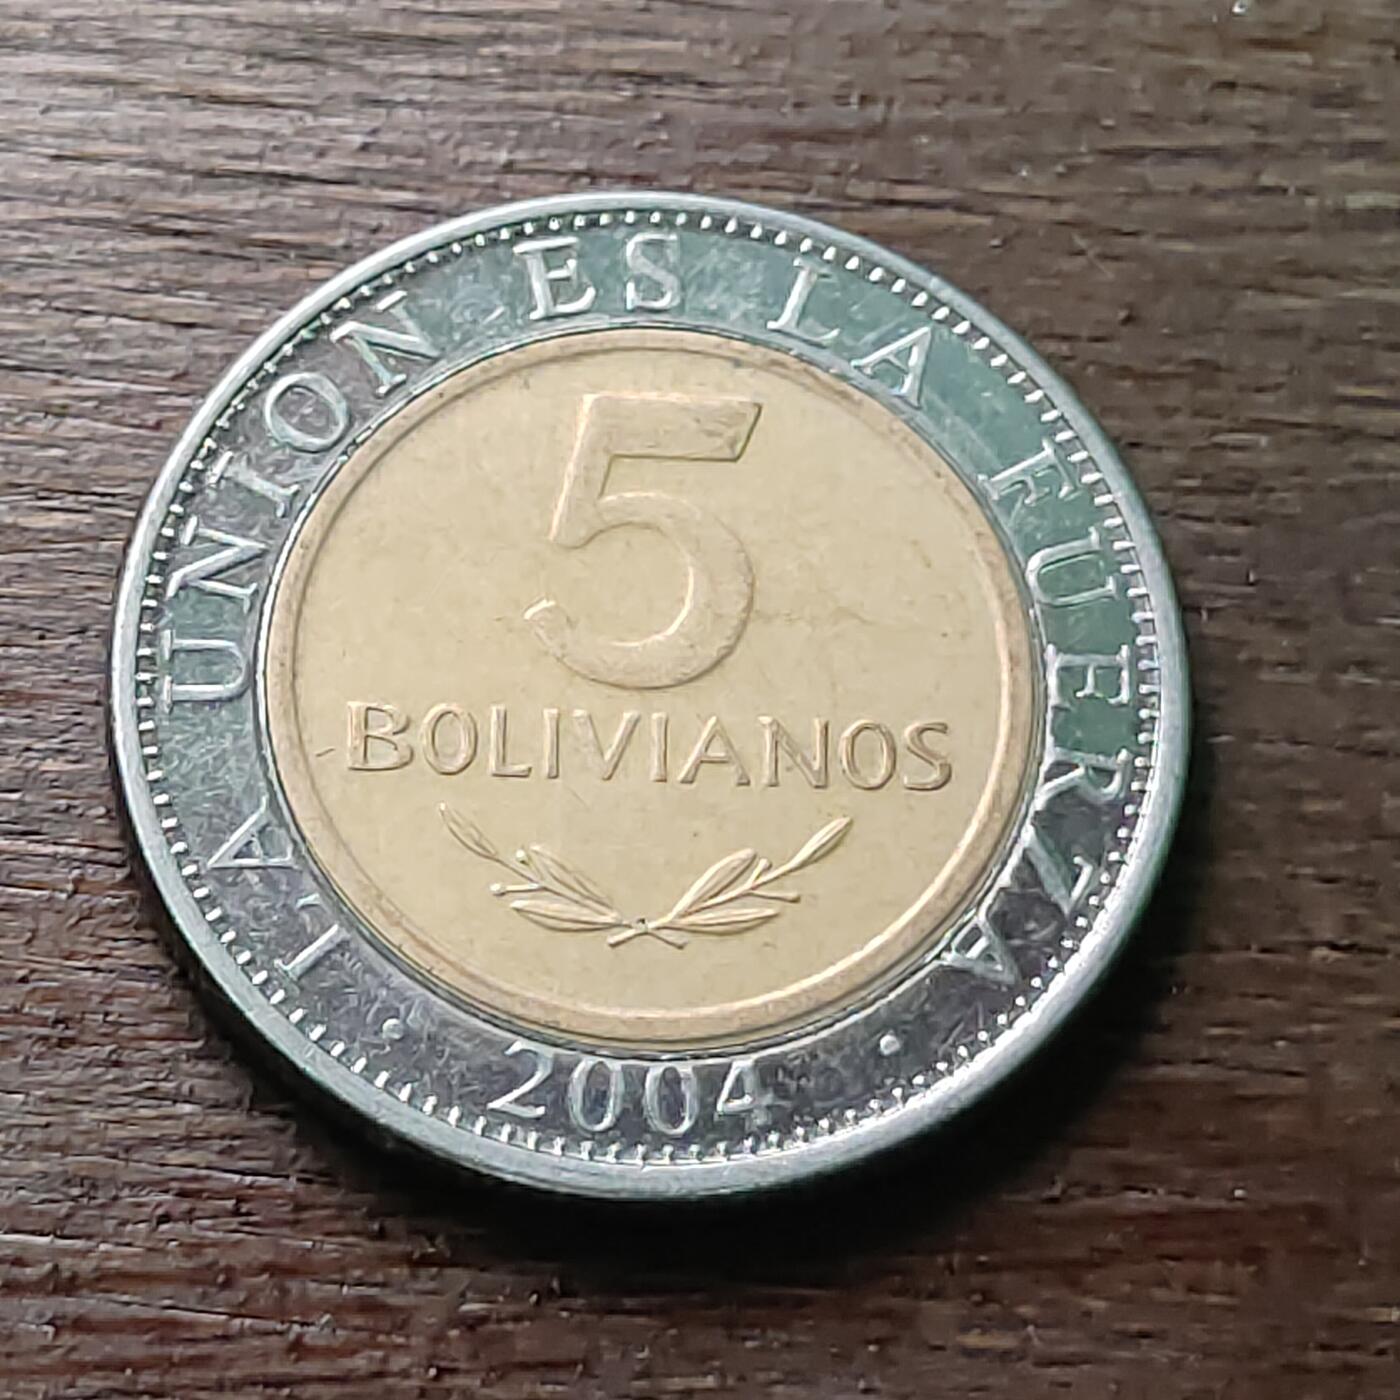 LA UNION ES LA FUERZA
5
BOLIVIANOS
· 2004 ·